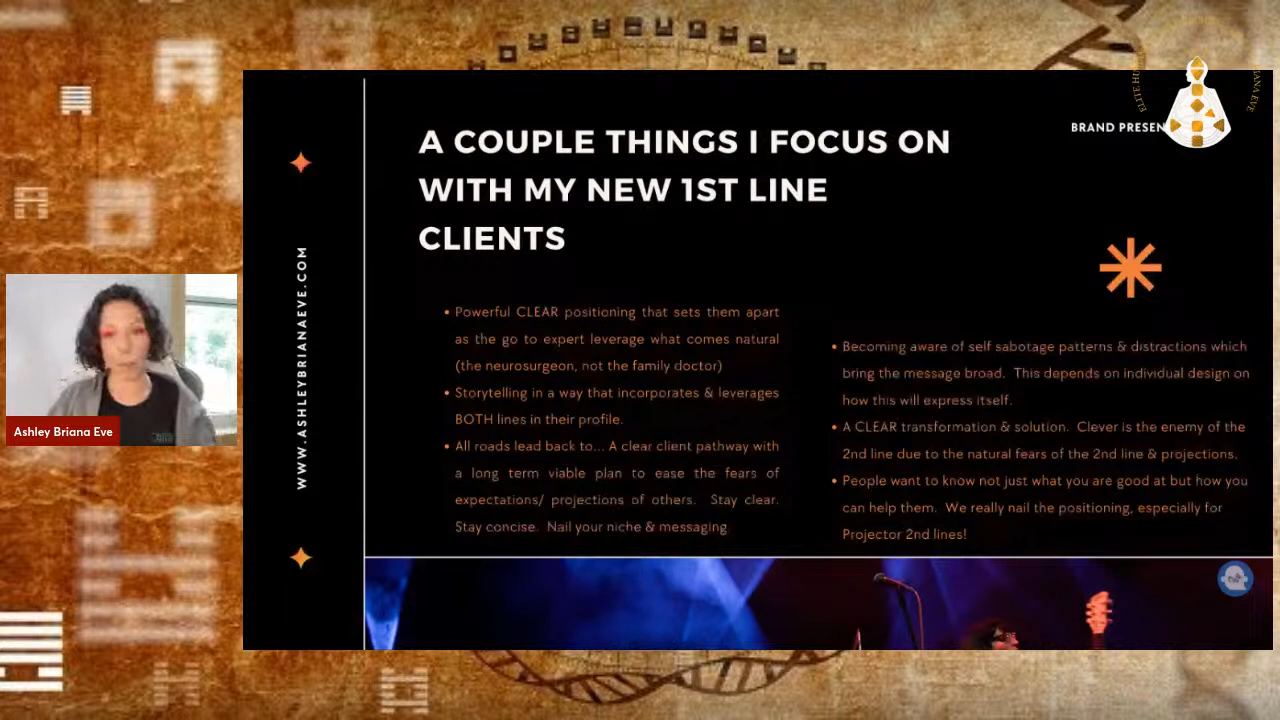 BRAND PRESEN
ELITE HU
IANA EVE
A COUPLE THINGS I FOCUS ON
WITH MY NEW 1ST LINE
CLIENTS
WWW.ASHLEYBRIANAEVE.COM
• Powerful CLEAR positioning that sets them apart
as the go to expert leverage what comes natural
(the neurosurgeon, not the family doctor)
• Storytelling in a way that incorporates & leverages
BOTH lines in their profile.
• All roads lead back to... A clear client pathway with
a long term viable plan to ease the fears of
expectations/ projections of others. Stay clear.
Stay concise. Nail your niche & messaging
• Becoming aware of self sabotage patterns & distractions which
bring the message broad. This depends on individual design on
how this will express itself.
• A CLEAR transformation & solution. Clever is the enemy of the
2nd line due to the natural fears of the 2nd line & projections.
• People want to know not just what you are good at but how you
can help them. We really nail the positioning, especially for
Projector 2nd lines!
Ashley Briana Eve